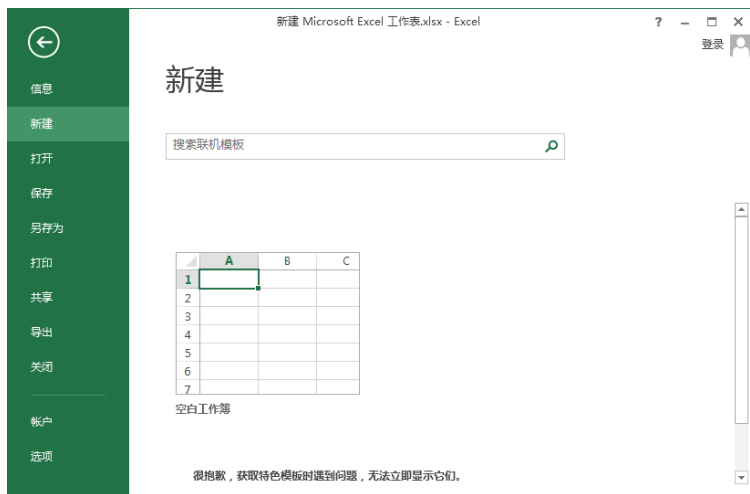 新建 Microsoft Excel 工作表.xlsx - Excel
?
登录
信息
新建
打开
保存
另存为
打印
共享
导出
关闭
帐户
选项
新建
搜索联机模板
A B C
1
2
3
4
5
6
7
空白工作簿
很抱歉，获取特色模板时遇到问题，无法立即显示它们。